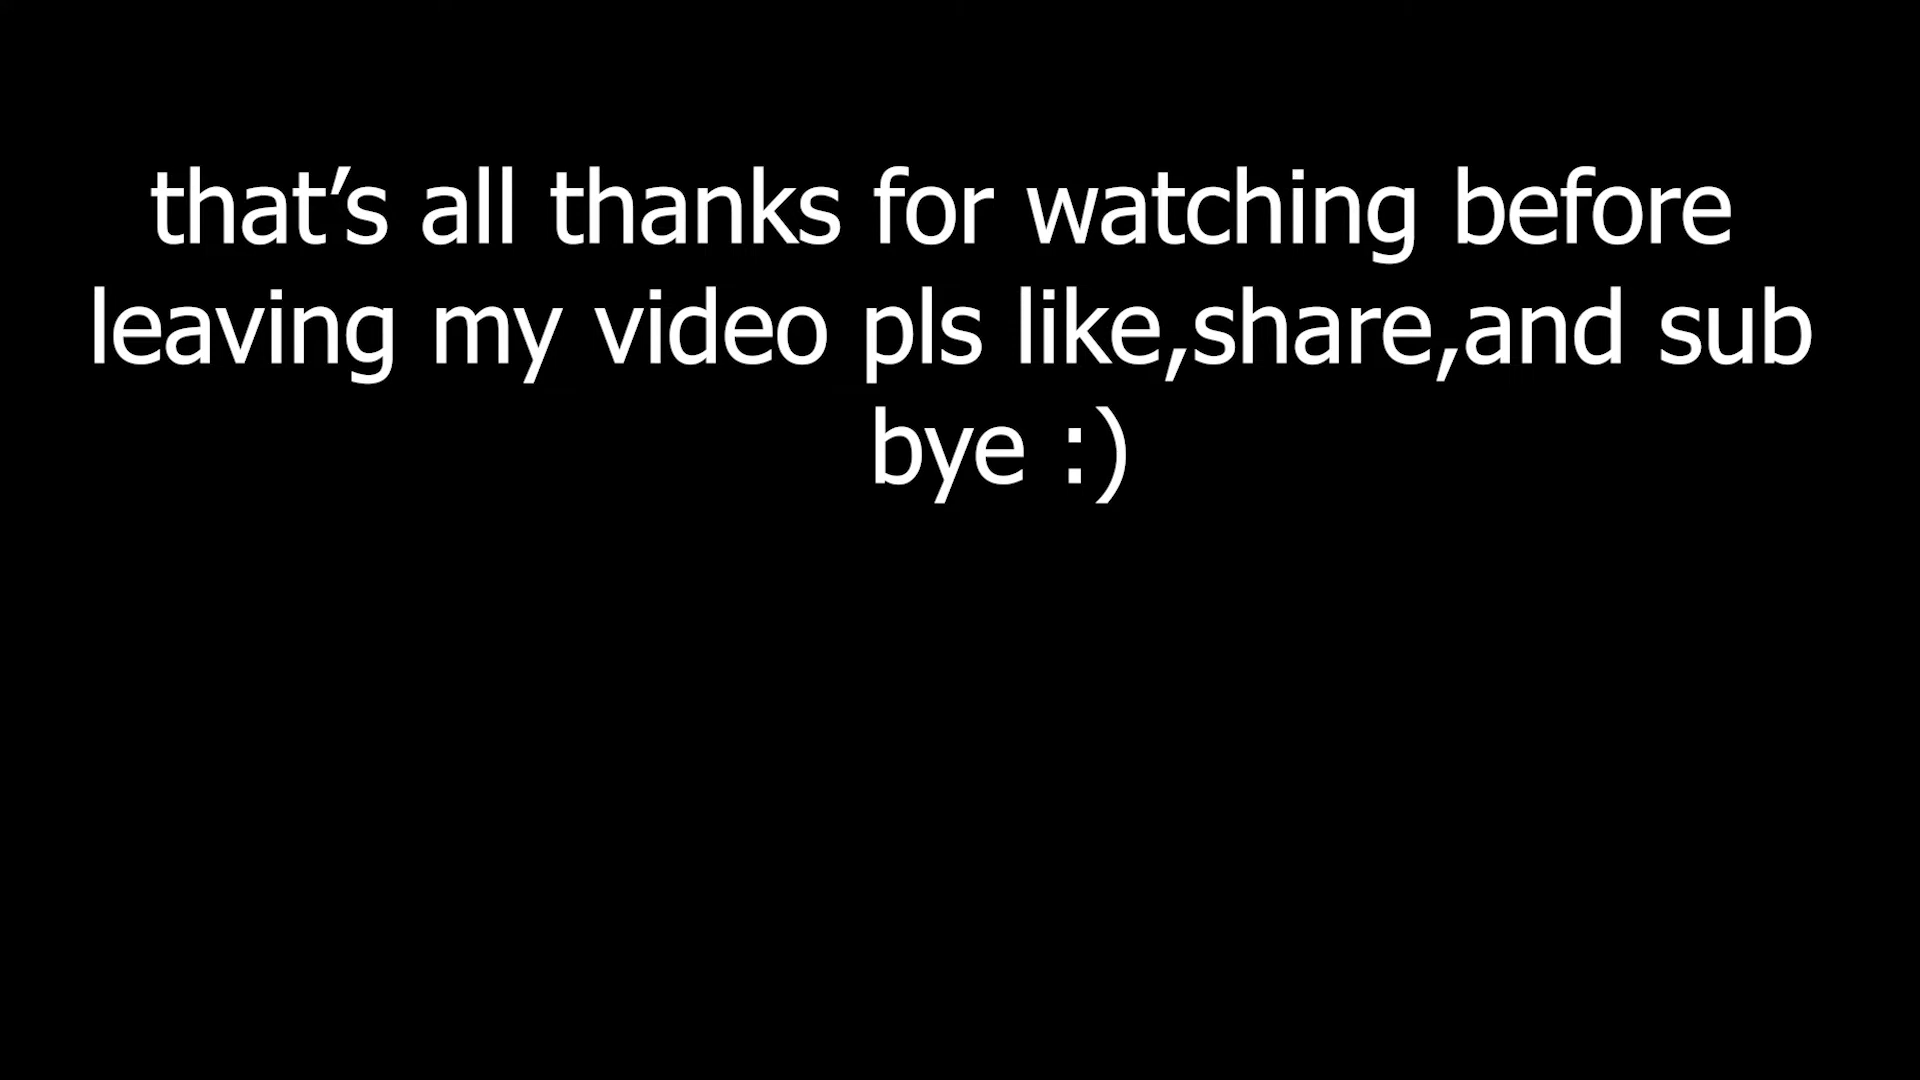 that’s all thanks for watching before
leaving my video pls like,share,and sub
bye :)